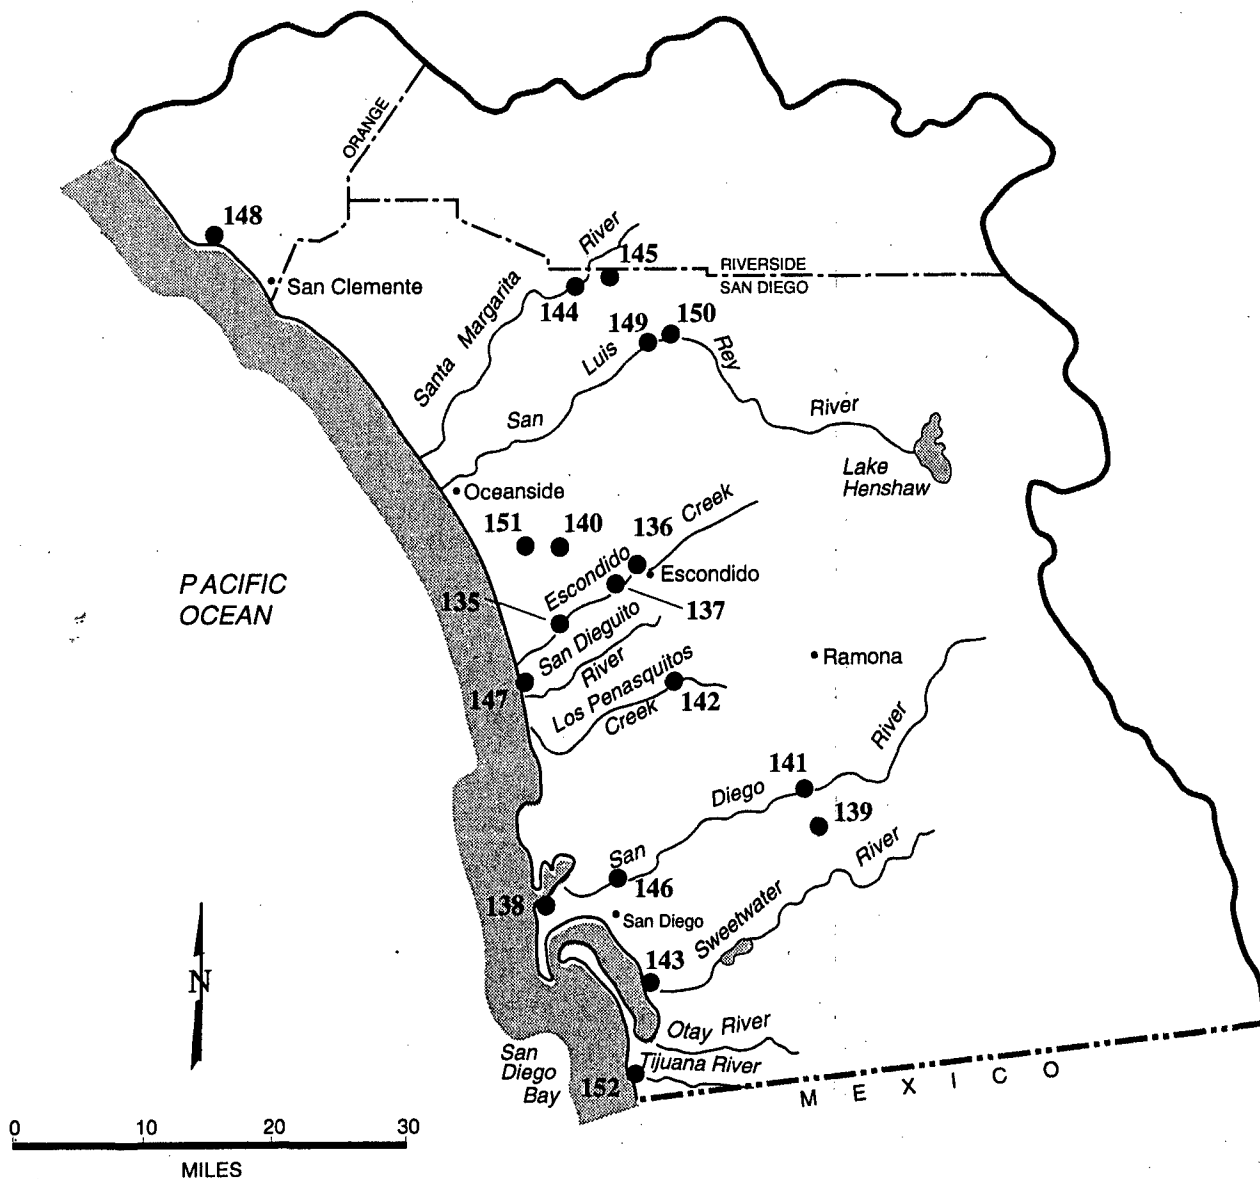 ORANGE
148
San Clemente
River
145
RIVERSIDE
SAN DIEGO
Santa Margarita
144
149
150
Luis
Rey
San
River
Lake
Henshaw
Oceanside
151
140
136
Creek
Escondido
Escondido
PACIFIC
OCEAN
135
137
San Dieguito
River
Ramona
147
Los Penasquitos
Creek
142
141
Diego
River
139
River
San
146
138
San Diego
Sweetwater
143
N
Otay River
San
Diego
Bay
Tijuana River
152
MEXICO
0 10 20 30
MILES